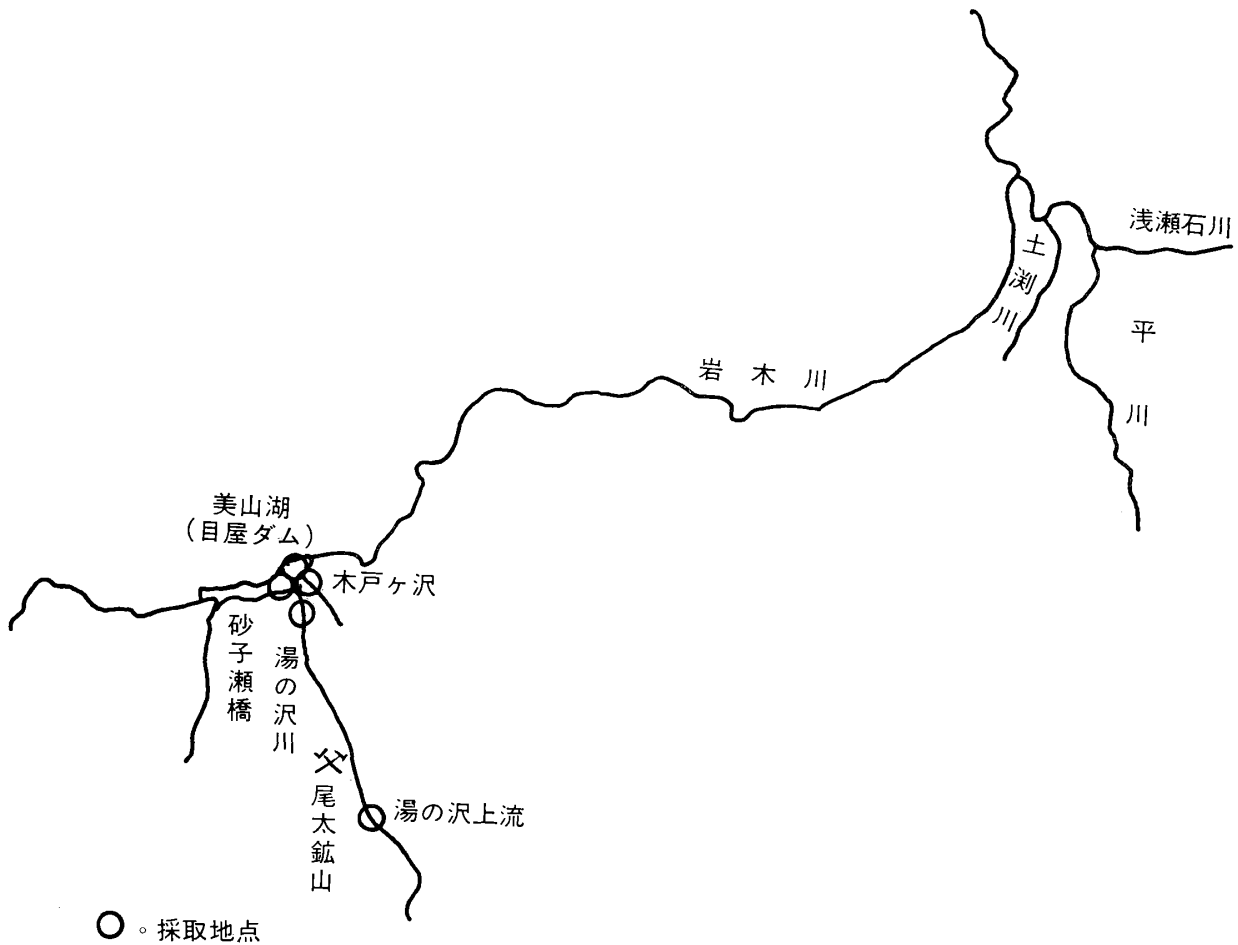 浅瀬石川
土渕川
平川
岩木川
美山湖
(目屋ダム)
木戸ヶ沢
砂子瀬橋
湯の沢川
尾太鉱山
湯の沢上流
○。採取地点